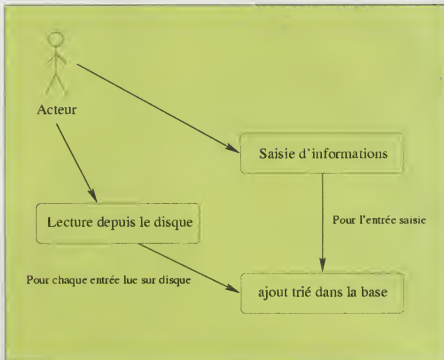 Acteur
Saisie d'informations
Lecture depuis le disque
Pour l'entrée saisie
Pour chaque entrée lue sur disque
ajout trié dans la base